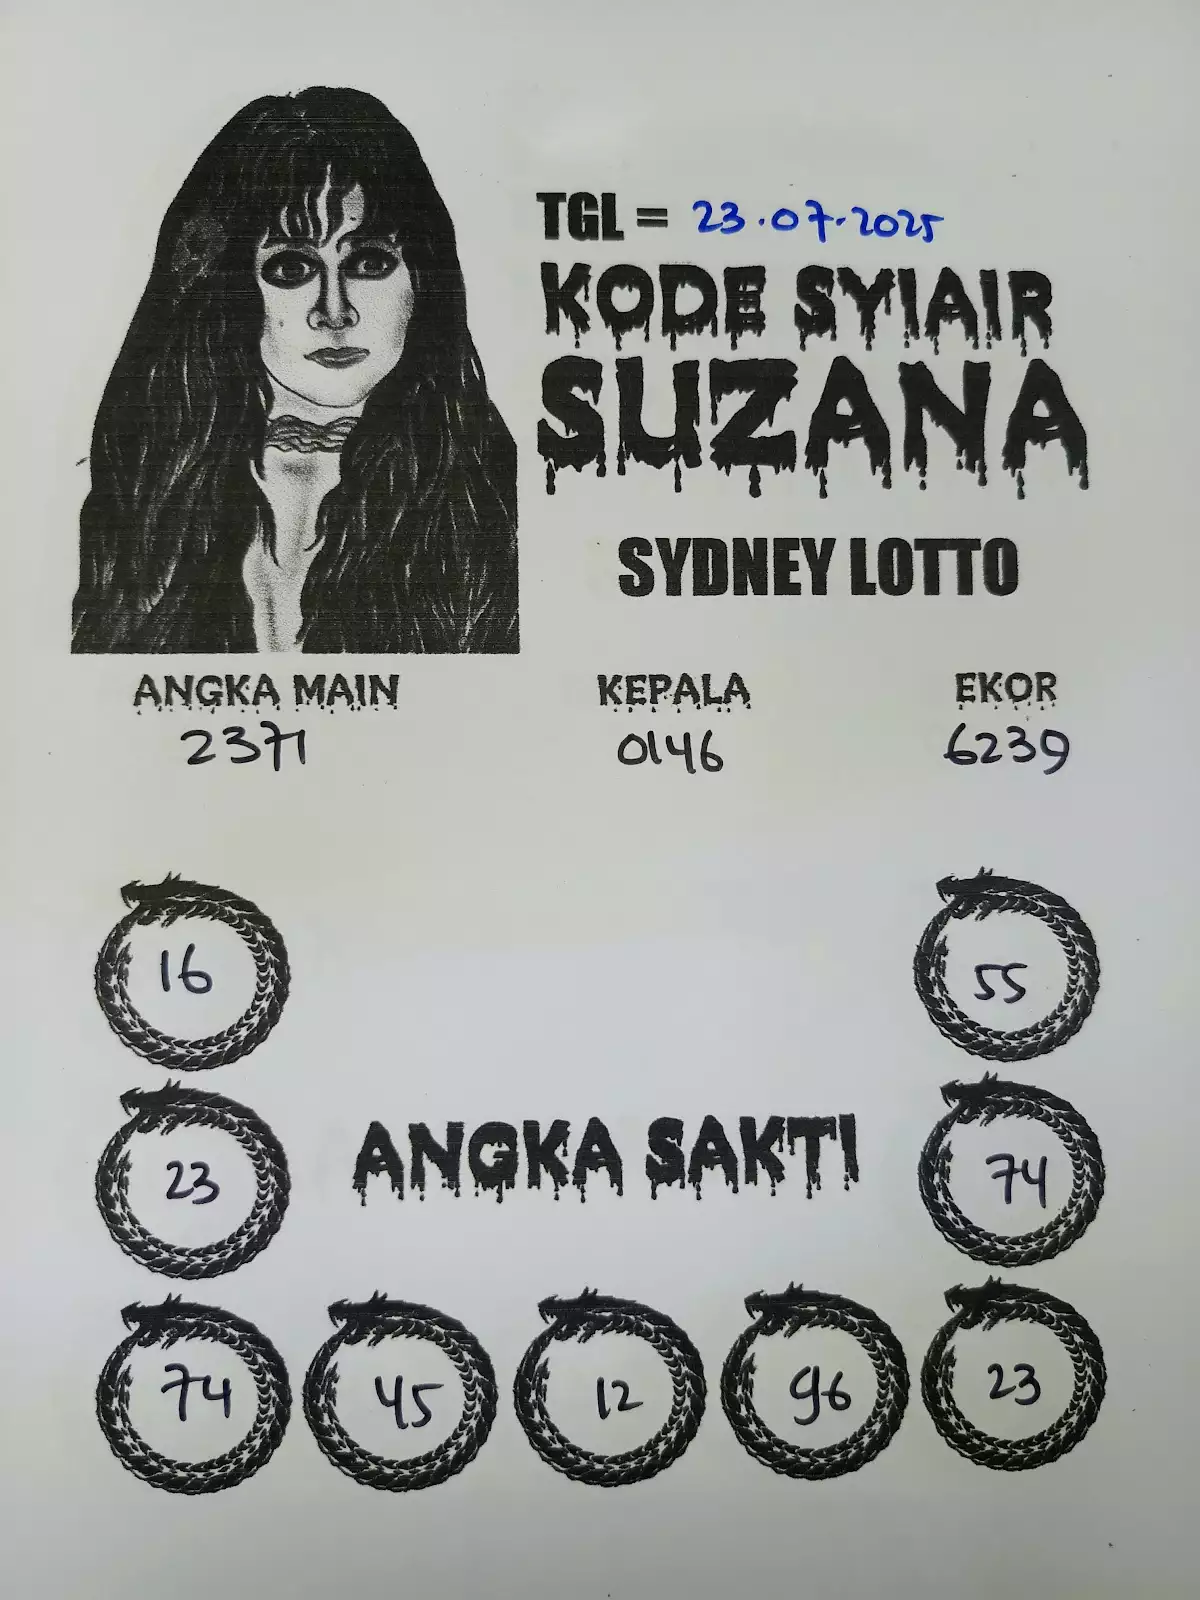 TGL = 23.07.2025
KODE SYIAIR
SUZANA
SYDNEY LOTTO
ANGKA MAIN KEPALA EKOR
2371 0146 6239
16 55
ANGKA SAKTI
23 74
74 45 12 96 23